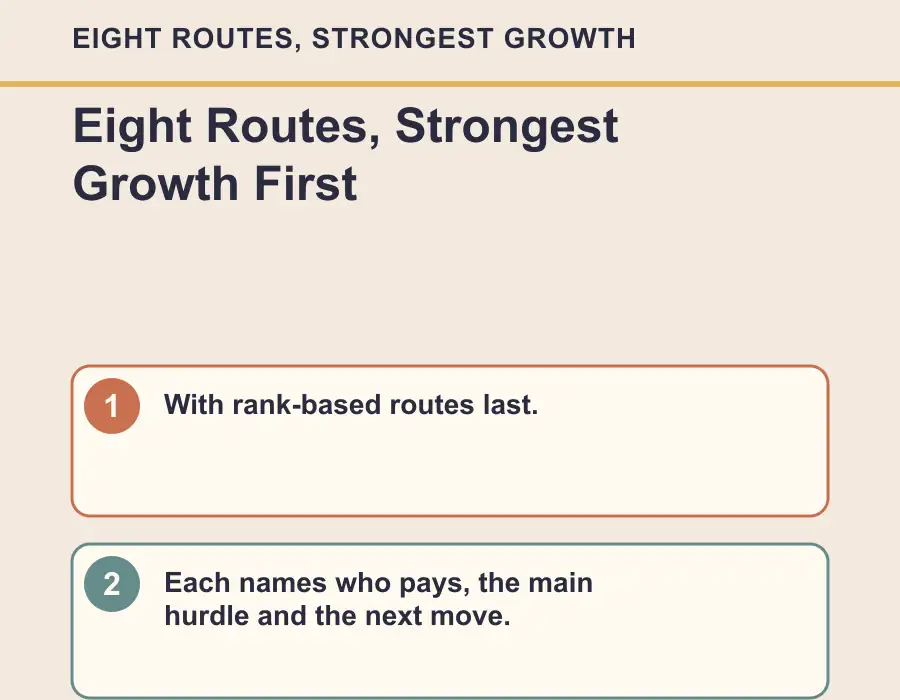 EIGHT ROUTES, STRONGEST GROWTH
Eight Routes, Strongest
Growth First
1
With rank-based routes last.
2
Each names who pays, the main
hurdle and the next move.